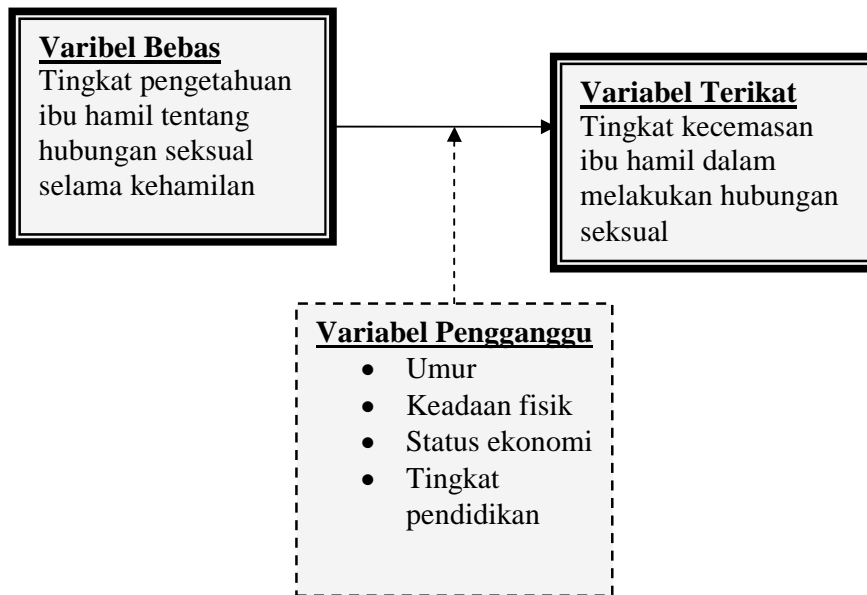 Varibel Bebas
Tingkat pengetahuan
ibu hamil tentang
hubungan seksual
selama kehamilan
Variabel Terikat
Tingkat kecemasan
ibu hamil dalam
melakukan hubungan
seksual
Variabel Pengganggu
• Umur
• Keadaan fisik
• Status ekonomi
• Tingkat
pendidikan